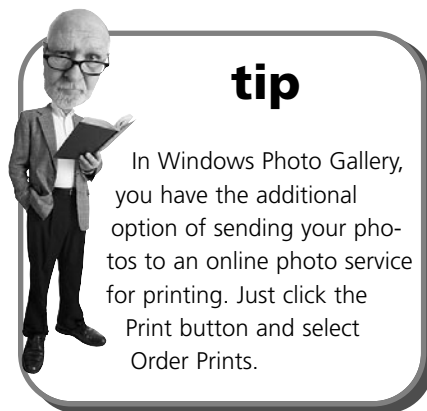 tip
In Windows Photo Gallery,
you have the additional
option of sending your pho-
tos to an online photo service
for printing. Just click the
Print button and select
Order Prints.